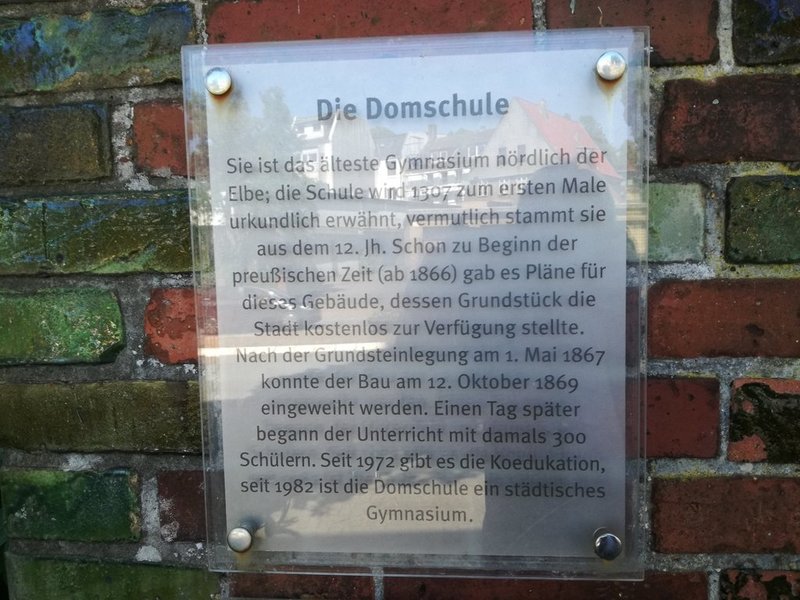 Die Domschule
Sie ist das älteste Gymnasium nördlich der
Elbe; die Schule wird 1307 zum ersten Male
urkundlich erwähnt, vermutlich stammt sie
aus dem 12. Jh. Schon zu Beginn der
preußischen Zeit (ab 1866) gab es Pläne für
dieses Gebäude, dessen Grundstück die
Stadt kostenlos zur Verfügung stellte.
Nach der Grundsteinlegung am 1. Mai 1867
konnte der Bau am 12. Oktober 1869
eingeweiht werden. Einen Tag später
begann der Unterricht mit damals 300
Schülern. Seit 1972 gibt es die Koedukation,
seit 1982 ist die Domschule ein städtisches
Gymnasium.